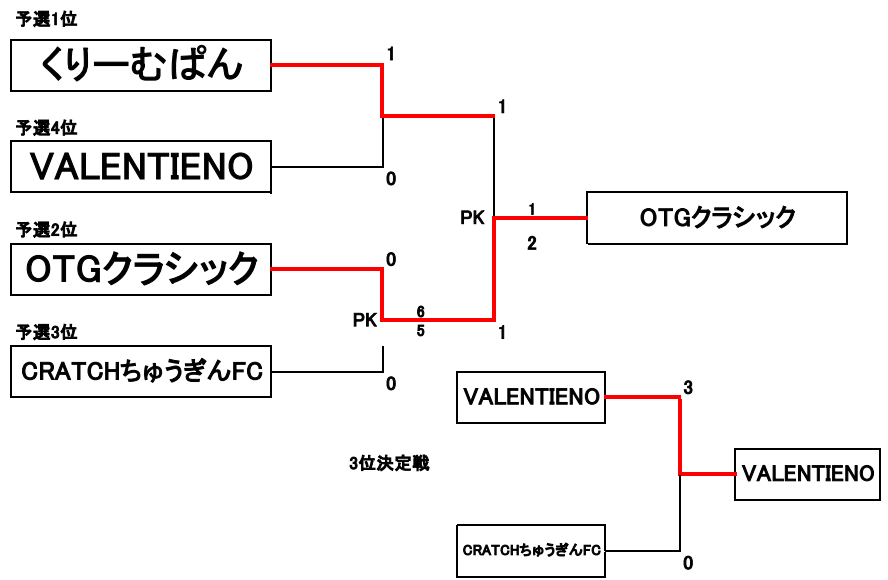 予選1位
くりーむぱん
1
1
予選4位
VALENTIENO
0
予選2位
OTGクラシック
0
PK
1
2
OTGクラシック
PK
6
5
1
予選3位
CRATCHちゅうぎんFC
0
3位決定戦
VALENTIENO
3
VALENTIENO
CRATCHちゅうぎんFC
0